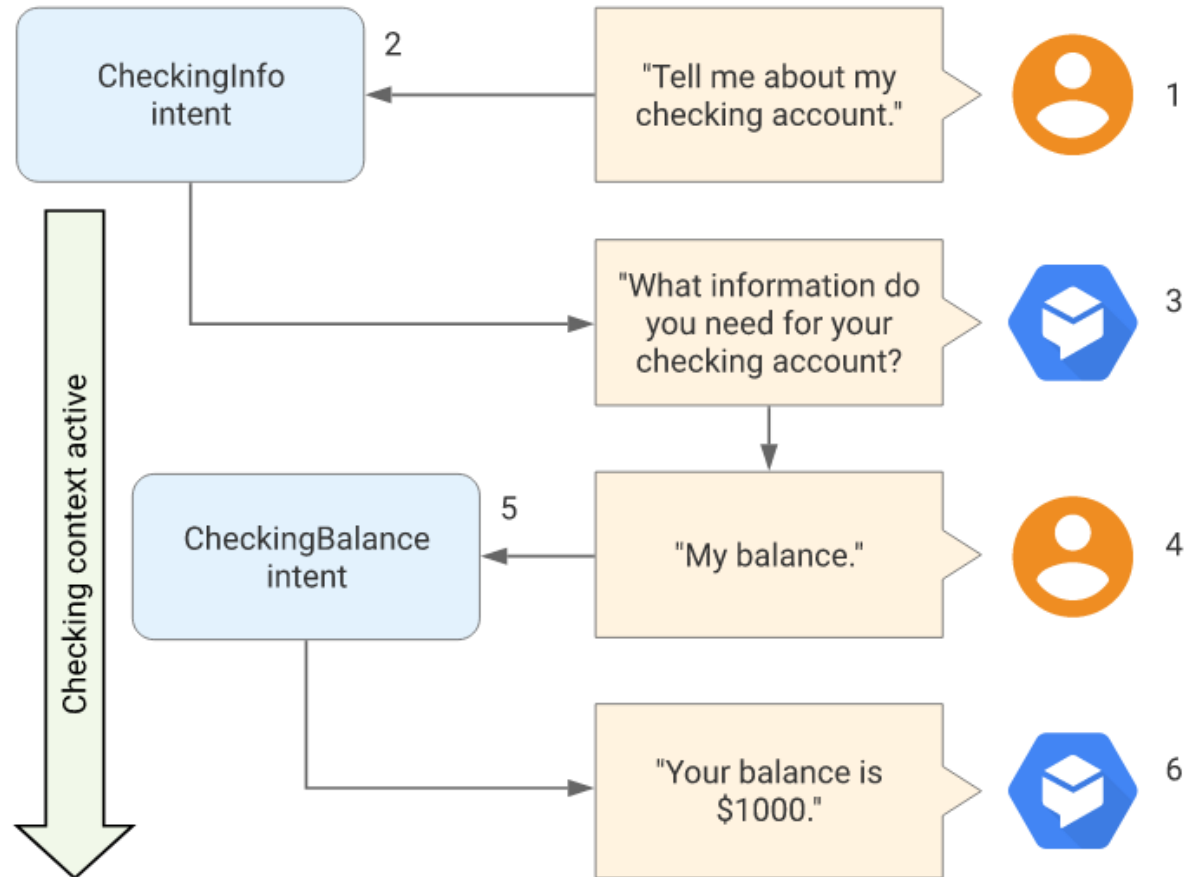 CheckingInfo
intent
2
"Tell me about my
checking account."
1
"What information do
you need for your
checking account?
3
Checking context active
CheckingBalance
intent
5
"My balance."
4
"Your balance is
$1000."
6